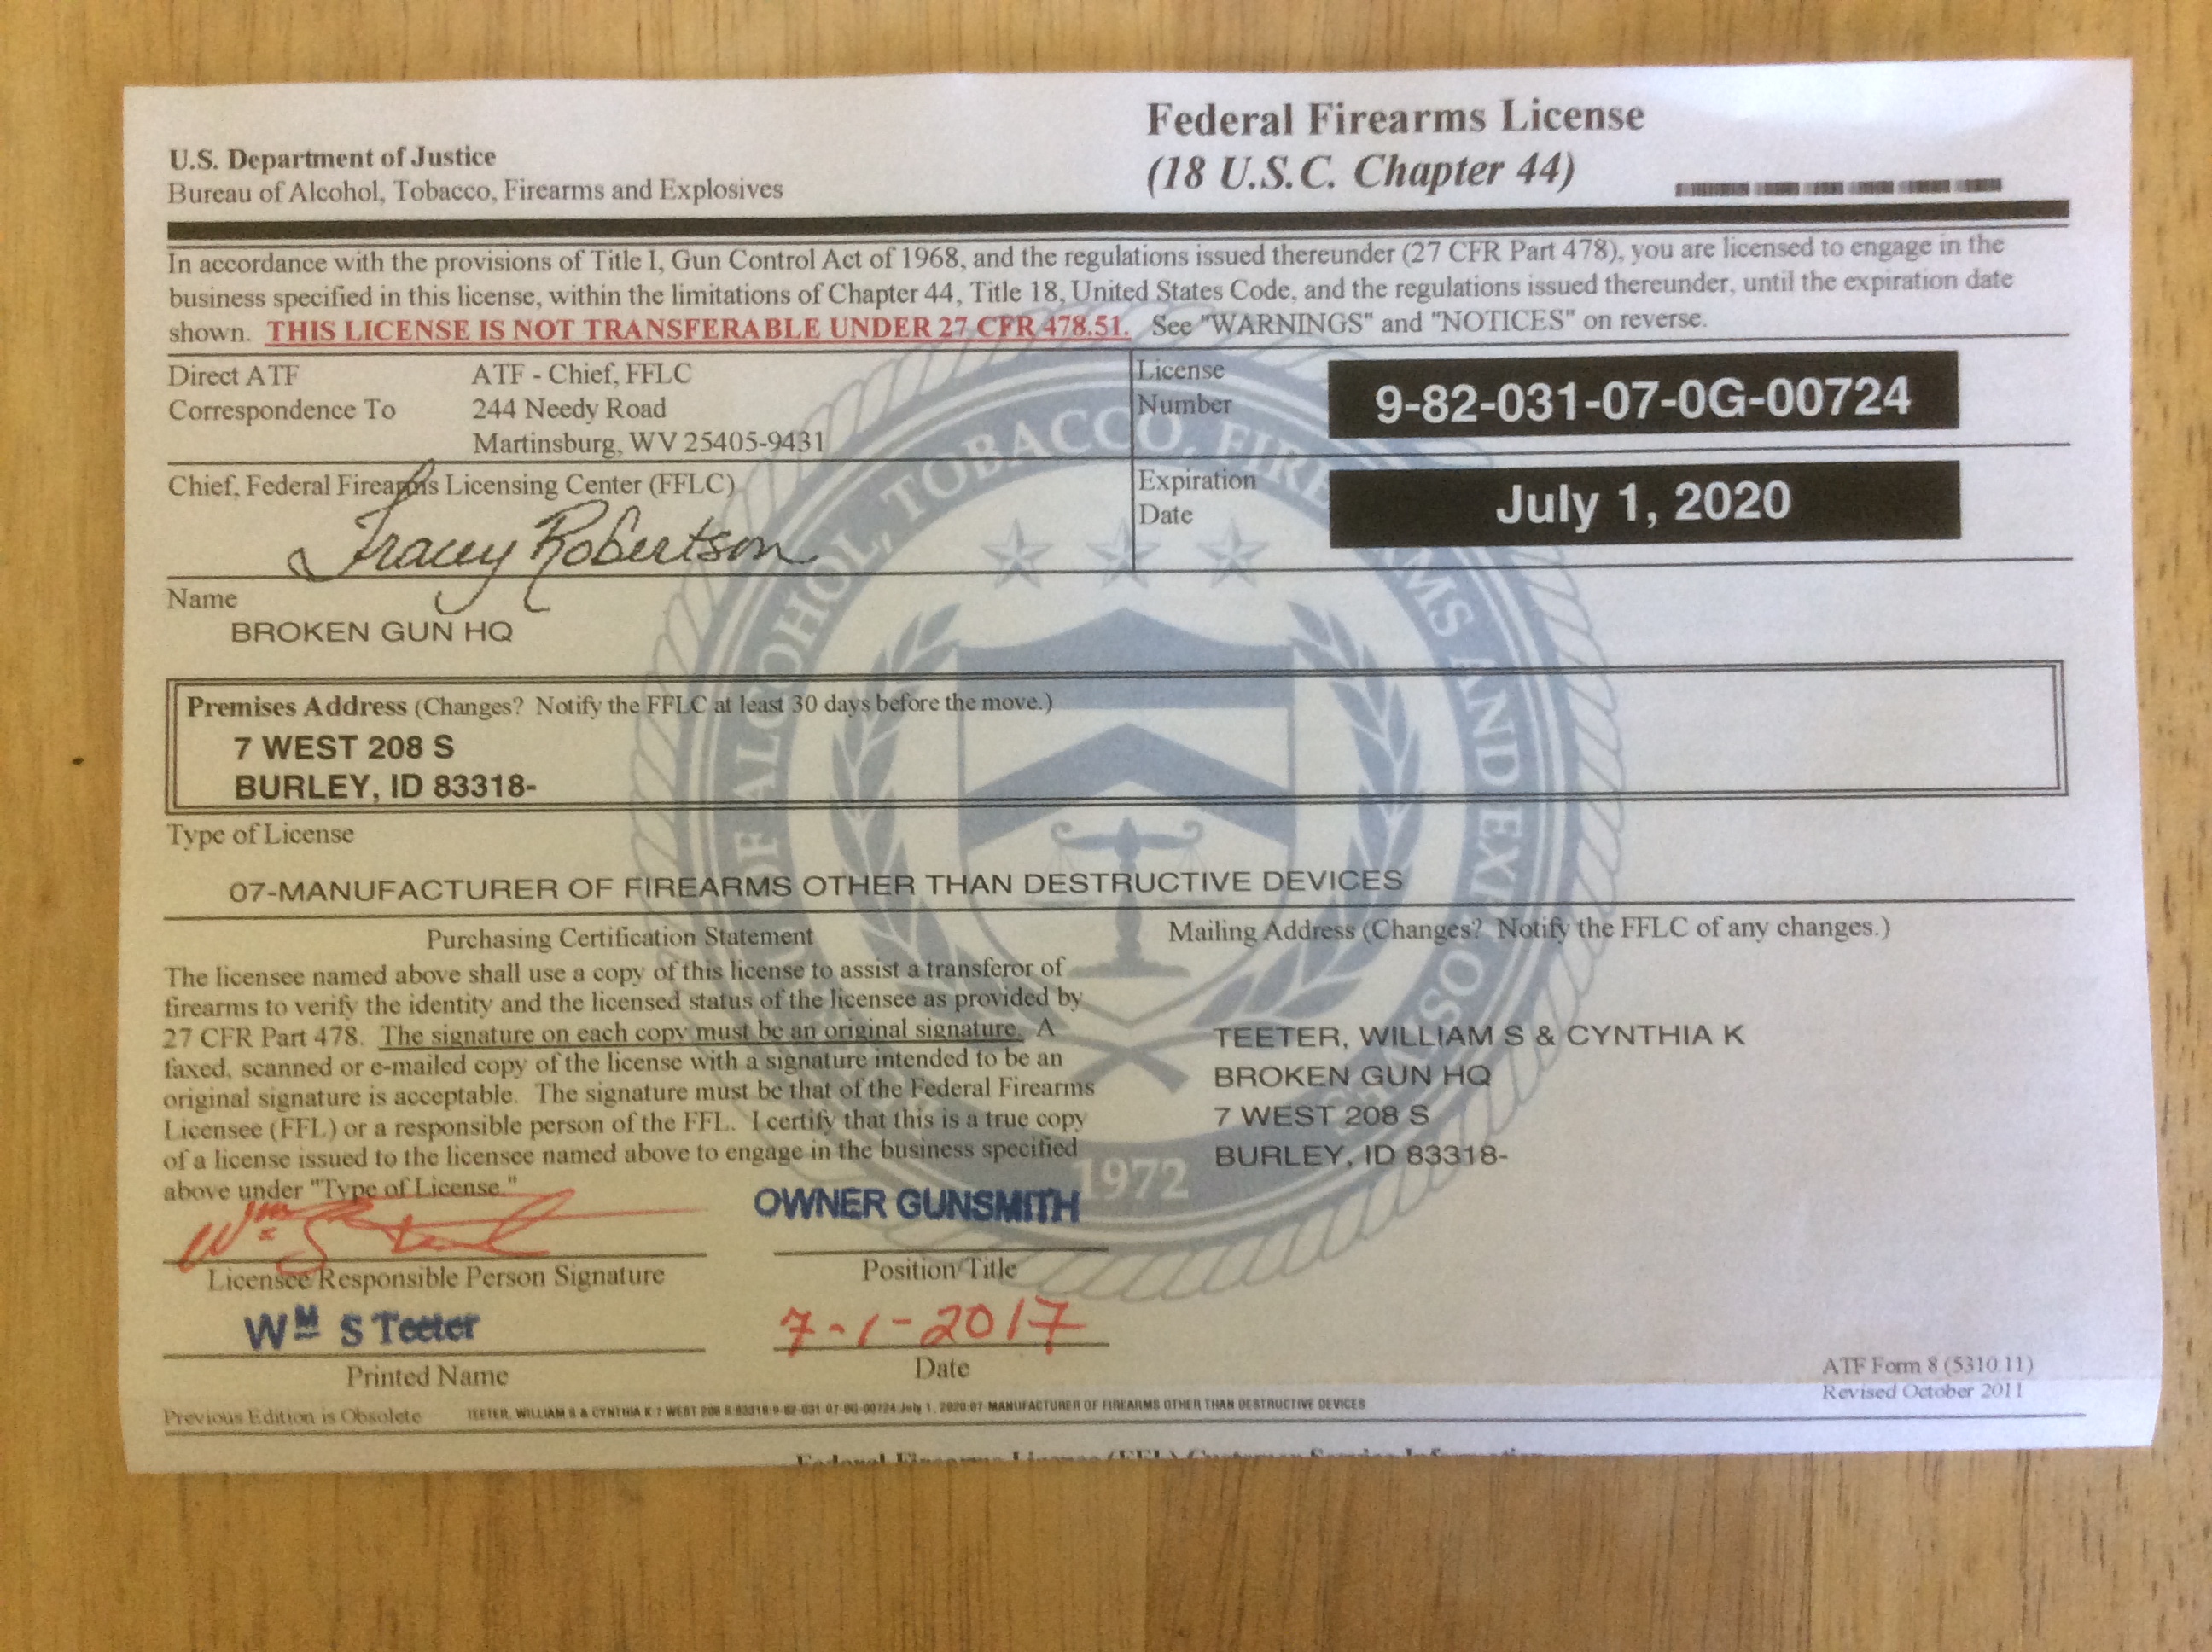 Federal Firearms License
(18 U.S.C. Chapter 44)
U.S. Department of Justice
Bureau of Alcohol, Tobacco, Firearms and Explosives
In accordance with the provisions of Title I, Gun Control Act of 1968, and the regulations issued thereunder (27 CFR Part 478), you are licensed to engage in the
business specified in this license, within the limitations of Chapter 44, Title 18, United States Code, and the regulations issued thereunder, until the expiration date
shown. THIS LICENSE IS NOT TRANSFERABLE UNDER 27 CFR 478.51. See "WARNINGS" and "NOTICES" on reverse.
Direct ATF
Correspondence To
ATF - Chief, FFLC
244 Needy Road
Martinsburg, WV 25405-9431
License
Number
9-82-031-07-0G-00724
Chief, Federal Firearms Licensing Center (FFLC)
Tracey Robertson
Expiration
Date
July 1, 2020
Name
BROKEN GUN HQ
Premises Address (Changes? Notify the FFLC at least 30 days before the move.)
7 WEST 208 S
BURLEY, ID 83318-
Type of License
07-MANUFACTURER OF FIREARMS OTHER THAN DESTRUCTIVE DEVICES
Purchasing Certification Statement
The licensee named above shall use a copy of this license to assist a transferor of
firearms to verify the identity and the licensed status of the licensee as provided by
27 CFR Part 478. The signature on each copy must be an original signature. A
faxed, scanned or e-mailed copy of the license with a signature intended to be an
original signature is acceptable. The signature must be that of the Federal Firearms
Licensee (FFL) or a responsible person of the FFL. I certify that this is a true copy
of a license issued to the licensee named above to engage in the business specified
above under "Type of License."
Mailing Address (Changes? Notify the FFLC of any changes.)
TEETER, WILLIAM S & CYNTHIA K
BROKEN GUN HQ
7 WEST 208 S
BURLEY, ID 83318-
OWNER GUNSMITH
Licensee/Responsible Person Signature
Position/Title
Wm S Teeter
7-1-2017
Printed Name
Date
ATF Form 8 (5310.11)
Revised October 2011
Previous Edition is Obsolete
TEETER, WILLIAM S & CYNTHIA K 7 WEST 208 S 83318-9-82-031-07-0G-00724 July 1, 2020 07-MANUFACTURER OF FIREARMS OTHER THAN DESTRUCTIVE DEVICES
OF ALCOHOL, TOBACCO, FIREARMS AND EXPLOSIVES
1972